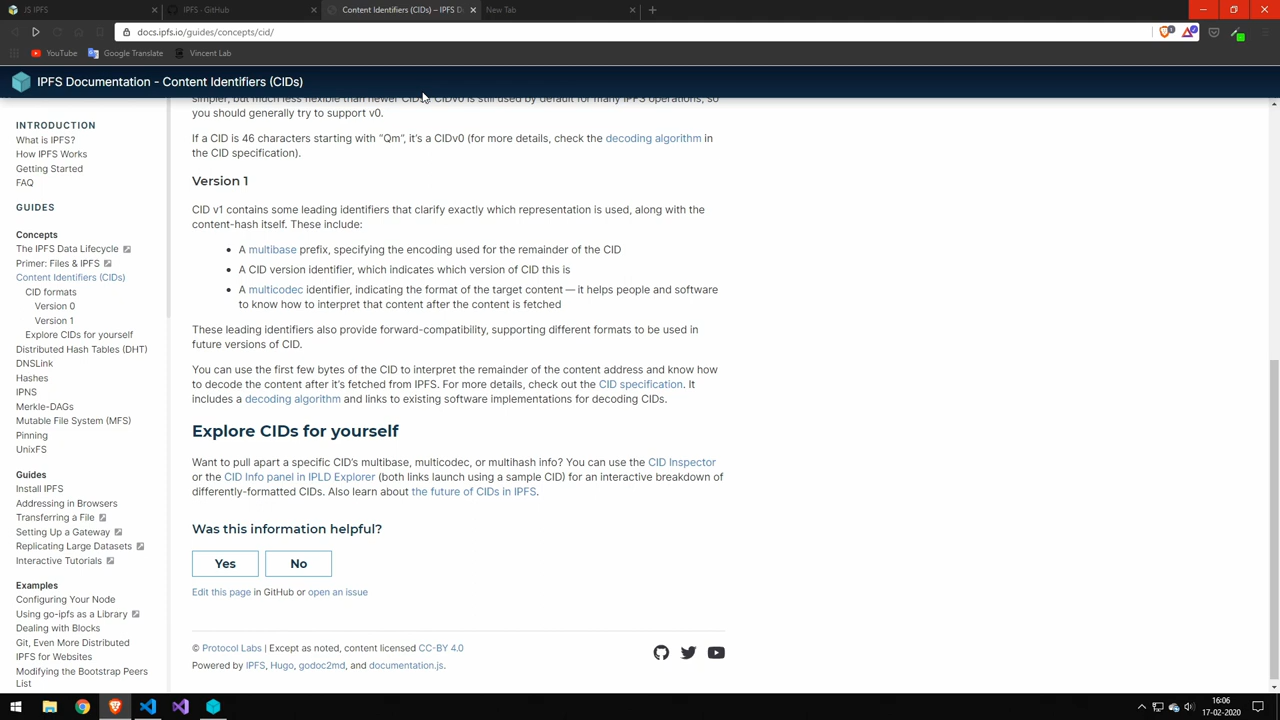 JS IPFS
IPFS · GitHub
Content Identifiers (CIDs) – IPFS D
New Tab
docs.ipfs.io/guides/concepts/cid/
YouTube
Google Translate
Vincent Lab
IPFS Documentation - Content Identifiers (CIDs)
INTRODUCTION
What is IPFS?
How IPFS Works
Getting Started
FAQ
GUIDES
Concepts
The IPFS Data Lifecycle
Primer: Files & IPFS
Content Identifiers (CIDs)
CID formats
Version 0
Version 1
Explore CIDs for yourself
Distributed Hash Tables (DHT)
DNSLink
Hashes
IPNS
Merkle-DAGs
Mutable File System (MFS)
Pinning
UnixFS
Guides
Install IPFS
Addressing in Browsers
Transferring a File
Setting Up a Gateway
Replicating Large Datasets
Interactive Tutorials
Examples
Configuring Your Node
Using go-ipfs as a Library
Dealing with Blocks
Git, Even More Distributed
IPFS for Websites
Modifying the Bootstrap Peers
List
simpler, but much less flexible than newer CIDs. CIDv0 is still used by default for many IPFS operations, so
you should generally try to support v0.
If a CID is 46 characters starting with “Qm”, it’s a CIDv0 (for more details, check the decoding algorithm in
the CID specification).
Version 1
CID v1 contains some leading identifiers that clarify exactly which representation is used, along with the
content-hash itself. These include:
• A multibase prefix, specifying the encoding used for the remainder of the CID
• A CID version identifier, which indicates which version of CID this is
• A multicodec identifier, indicating the format of the target content — it helps people and software
to know how to interpret that content after the content is fetched
These leading identifiers also provide forward-compatibility, supporting different formats to be used in
future versions of CID.
You can use the first few bytes of the CID to interpret the remainder of the content address and know how
to decode the content after it’s fetched from IPFS. For more details, check out the CID specification. It
includes a decoding algorithm and links to existing software implementations for decoding CIDs.
Explore CIDs for yourself
Want to pull apart a specific CID’s multibase, multicodec, or multihash info? You can use the CID Inspector
or the CID Info panel in IPLD Explorer (both links launch using a sample CID) for an interactive breakdown of
differently-formatted CIDs. Also learn about the future of CIDs in IPFS.
Was this information helpful?
Yes
No
Edit this page in GitHub or open an issue
© Protocol Labs | Except as noted, content licensed CC-BY 4.0
Powered by IPFS, Hugo, godoc2md, and documentation.js.
16:06
17-02-2020